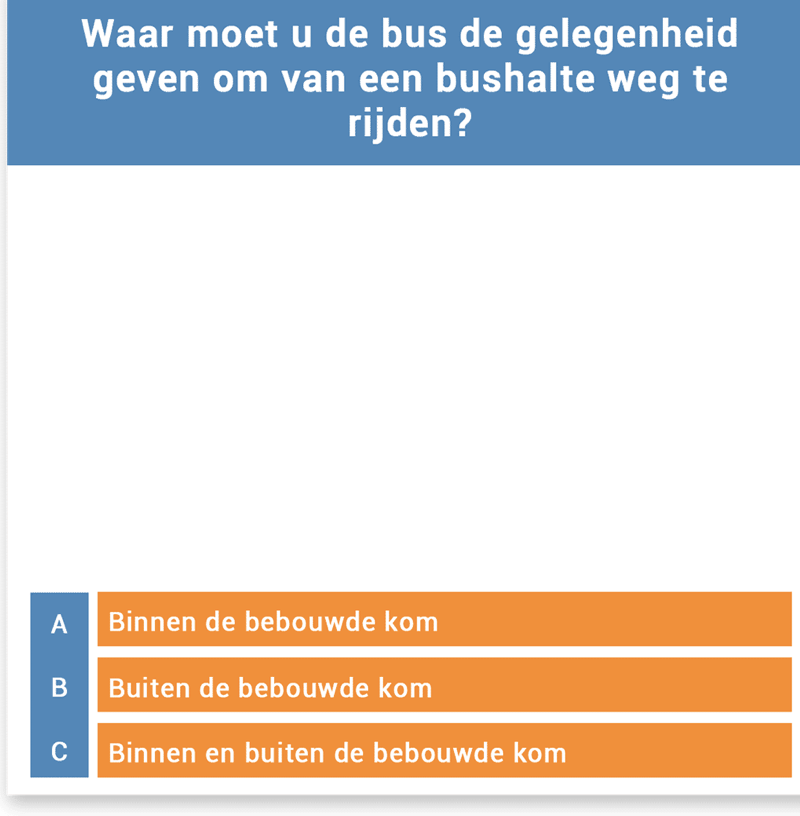 Waar moet u de bus de gelegenheid
geven om van een bushalte weg te
rijden?
A Binnen de bebouwde kom
B Buiten de bebouwde kom
C Binnen en buiten de bebouwde kom